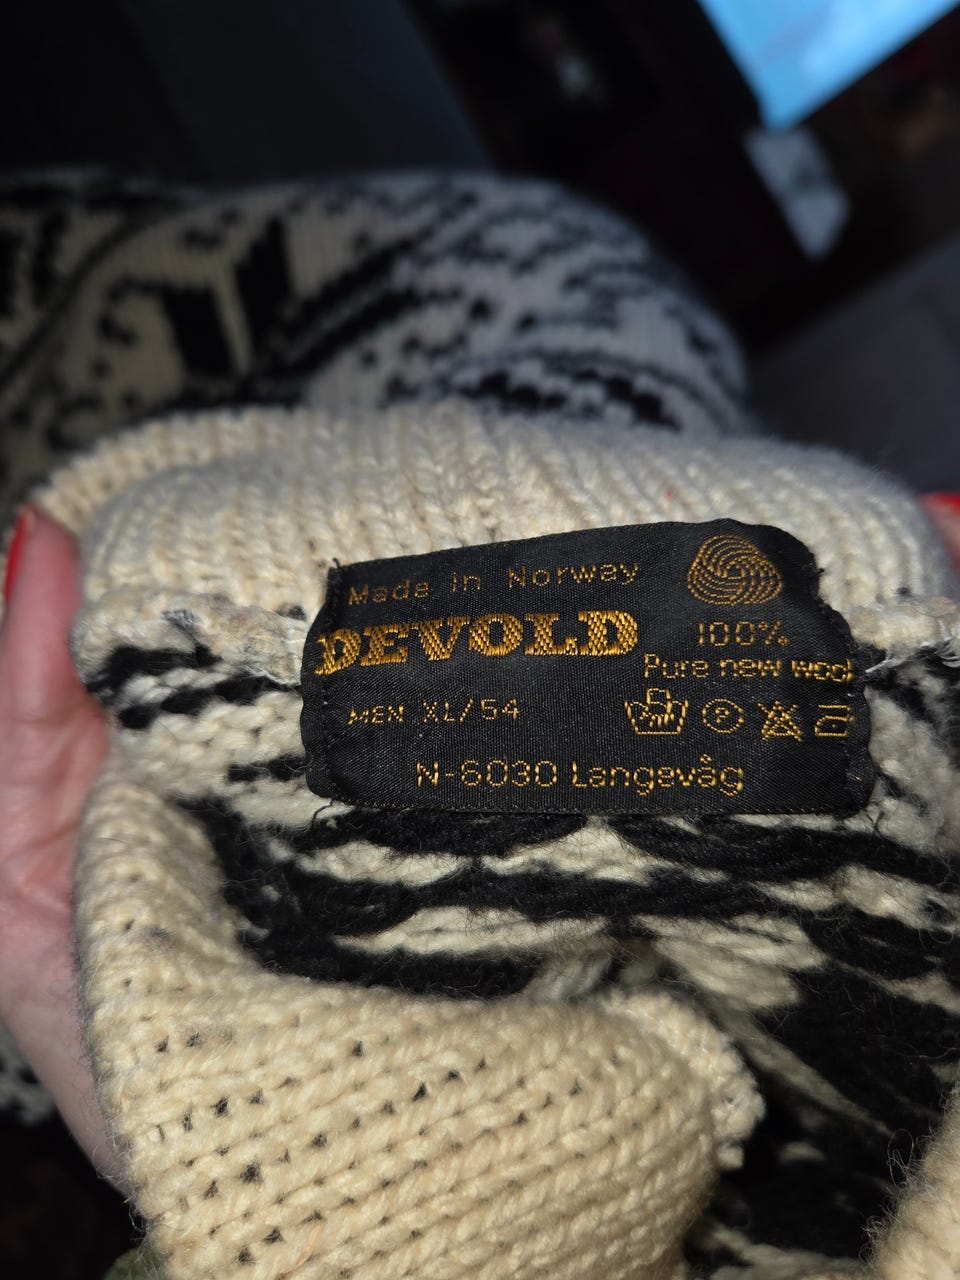 Made in Norway
DEVOLD
100%
Pure new wool
MEN XL/54
P
N-6030 Langevåg